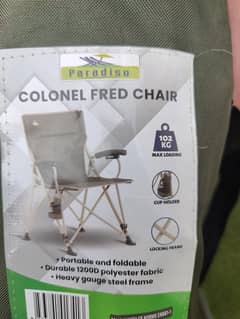 Paradiso
COLONEL FRED CHAIR
102
KG
MAX LOADING
CUP HOLDER
LOCKING FRAME
• Portable and foldable
• Durable 1200D polyester fabric
• Heavy gauge steel frame